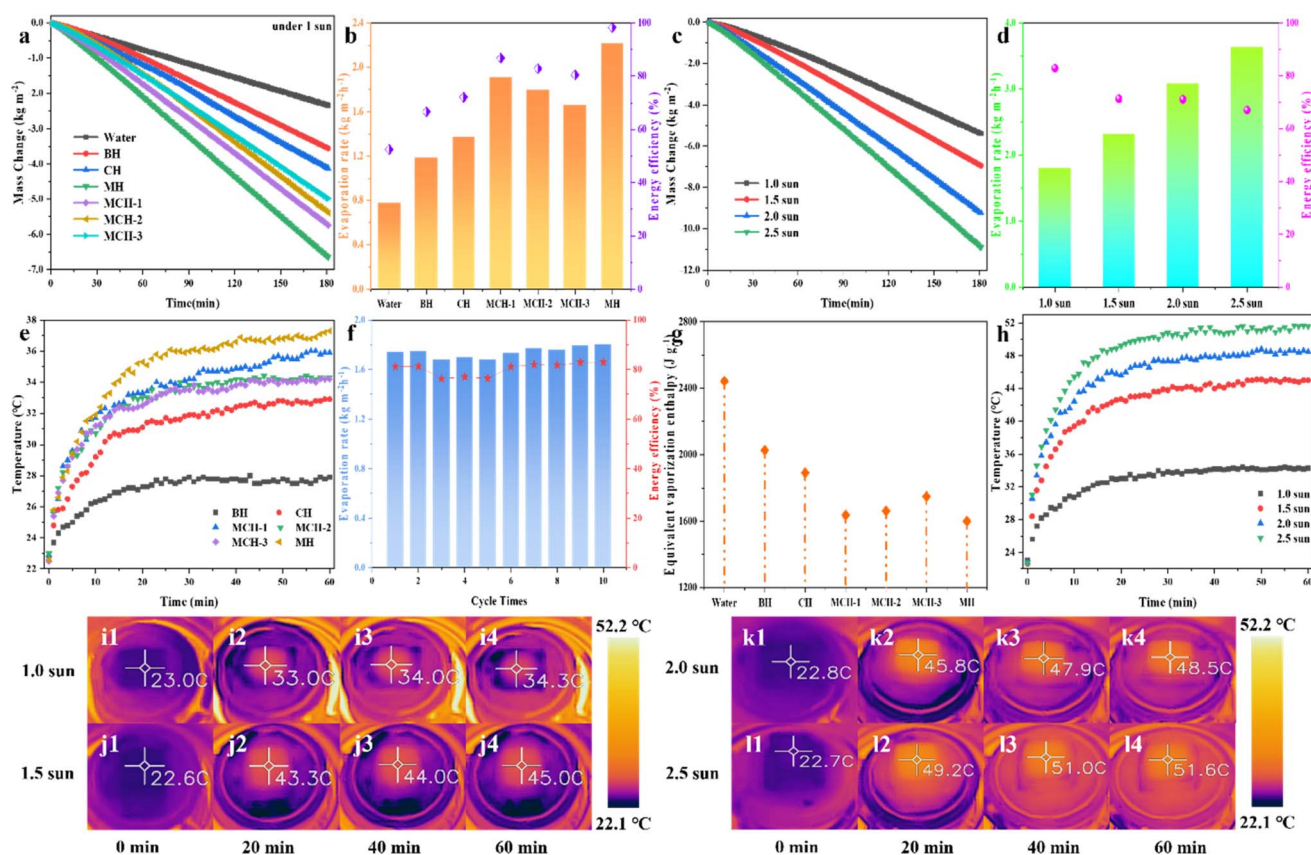 a
under 1 sun
Mass Change (kg m⁻²)
0.0
-1.0
-2.0
-3.0
-4.0
-5.0
-6.0
-7.0
Water
BH
CH
MH
MCH-1
MCH-2
MCH-3
0 30 60 90 120 150 180
Time(min)
b
Evaporation rate (kg m⁻²h⁻¹)
2.4
2.0
1.6
1.2
0.8
0.4
0.0
Energy efficiency (%)
100
80
60
40
20
0
Water BH CH MCH-1 MCH-2 MCH-3 MH
c
Mass Change (kg m⁻²)
0.0
-2.0
-4.0
-6.0
-8.0
-10.0
-12.0
1.0 sun
1.5 sun
2.0 sun
2.5 sun
0 30 60 90 120 150 180
Time(min)
d
Evaporation rate (kg m⁻²h⁻¹)
4.0
3.0
2.0
1.0
0.0
Energy efficiency (%)
100
80
60
40
20
0
1.0 sun 1.5 sun 2.0 sun 2.5 sun
e
Temperature (°C)
38
36
34
32
30
28
26
24
22
BH CH
MCH-1 MCH-2
MCH-3 MH
0 10 20 30 40 50 60
Time (min)
f
Evaporation rate (kg m⁻²h⁻¹)
2.0
1.6
1.2
0.8
0.4
0.0
Energy efficiency (%)
100
80
60
40
20
0
0 2 4 6 8 10
Cycle Times
g
Equivalent vaporization enthalpy (J g⁻¹)
2800
2400
2000
1600
1200
Water BH CH MCH-1 MCH-2 MCH-3 MH
h
Temperature (°C)
52
48
44
40
36
32
28
24
1.0 sun
1.5 sun
2.0 sun
2.5 sun
0 10 20 30 40 50 60
Time (min)
1.0 sun
i1 23.0C
i2 33.0C
i3 34.0C
i4 34.3C
1.5 sun
j1 22.6C
j2 43.3C
j3 44.0C
j4 45.0C
52.2 °C
22.1 °C
0 min 20 min 40 min 60 min
2.0 sun
k1 22.8C
k2 45.8C
k3 47.9C
k4 48.5C
2.5 sun
l1 22.7C
l2 49.2C
l3 51.0C
l4 51.6C
52.2 °C
22.1 °C
0 min 20 min 40 min 60 min